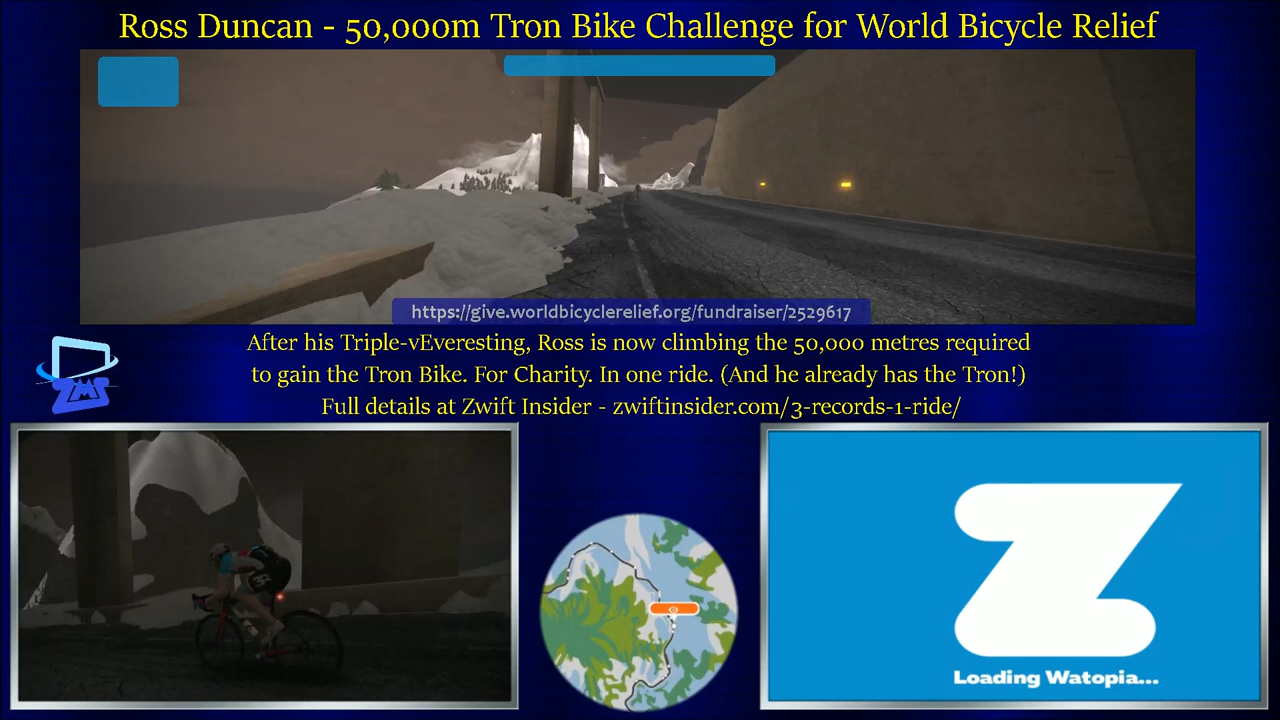 Ross Duncan - 50,000m Tron Bike Challenge for World Bicycle Relief
https://give.worldbicyclerelief.org/fundraiser/2529617
After his Triple-vEveresting, Ross is now climbing the 50,000 metres required
to gain the Tron Bike. For Charity. In one ride. (And he already has the Tron!)
Full details at Zwift Insider - zwiftinsider.com/3-records-1-ride/
ZMS
Z
Loading Watopia...